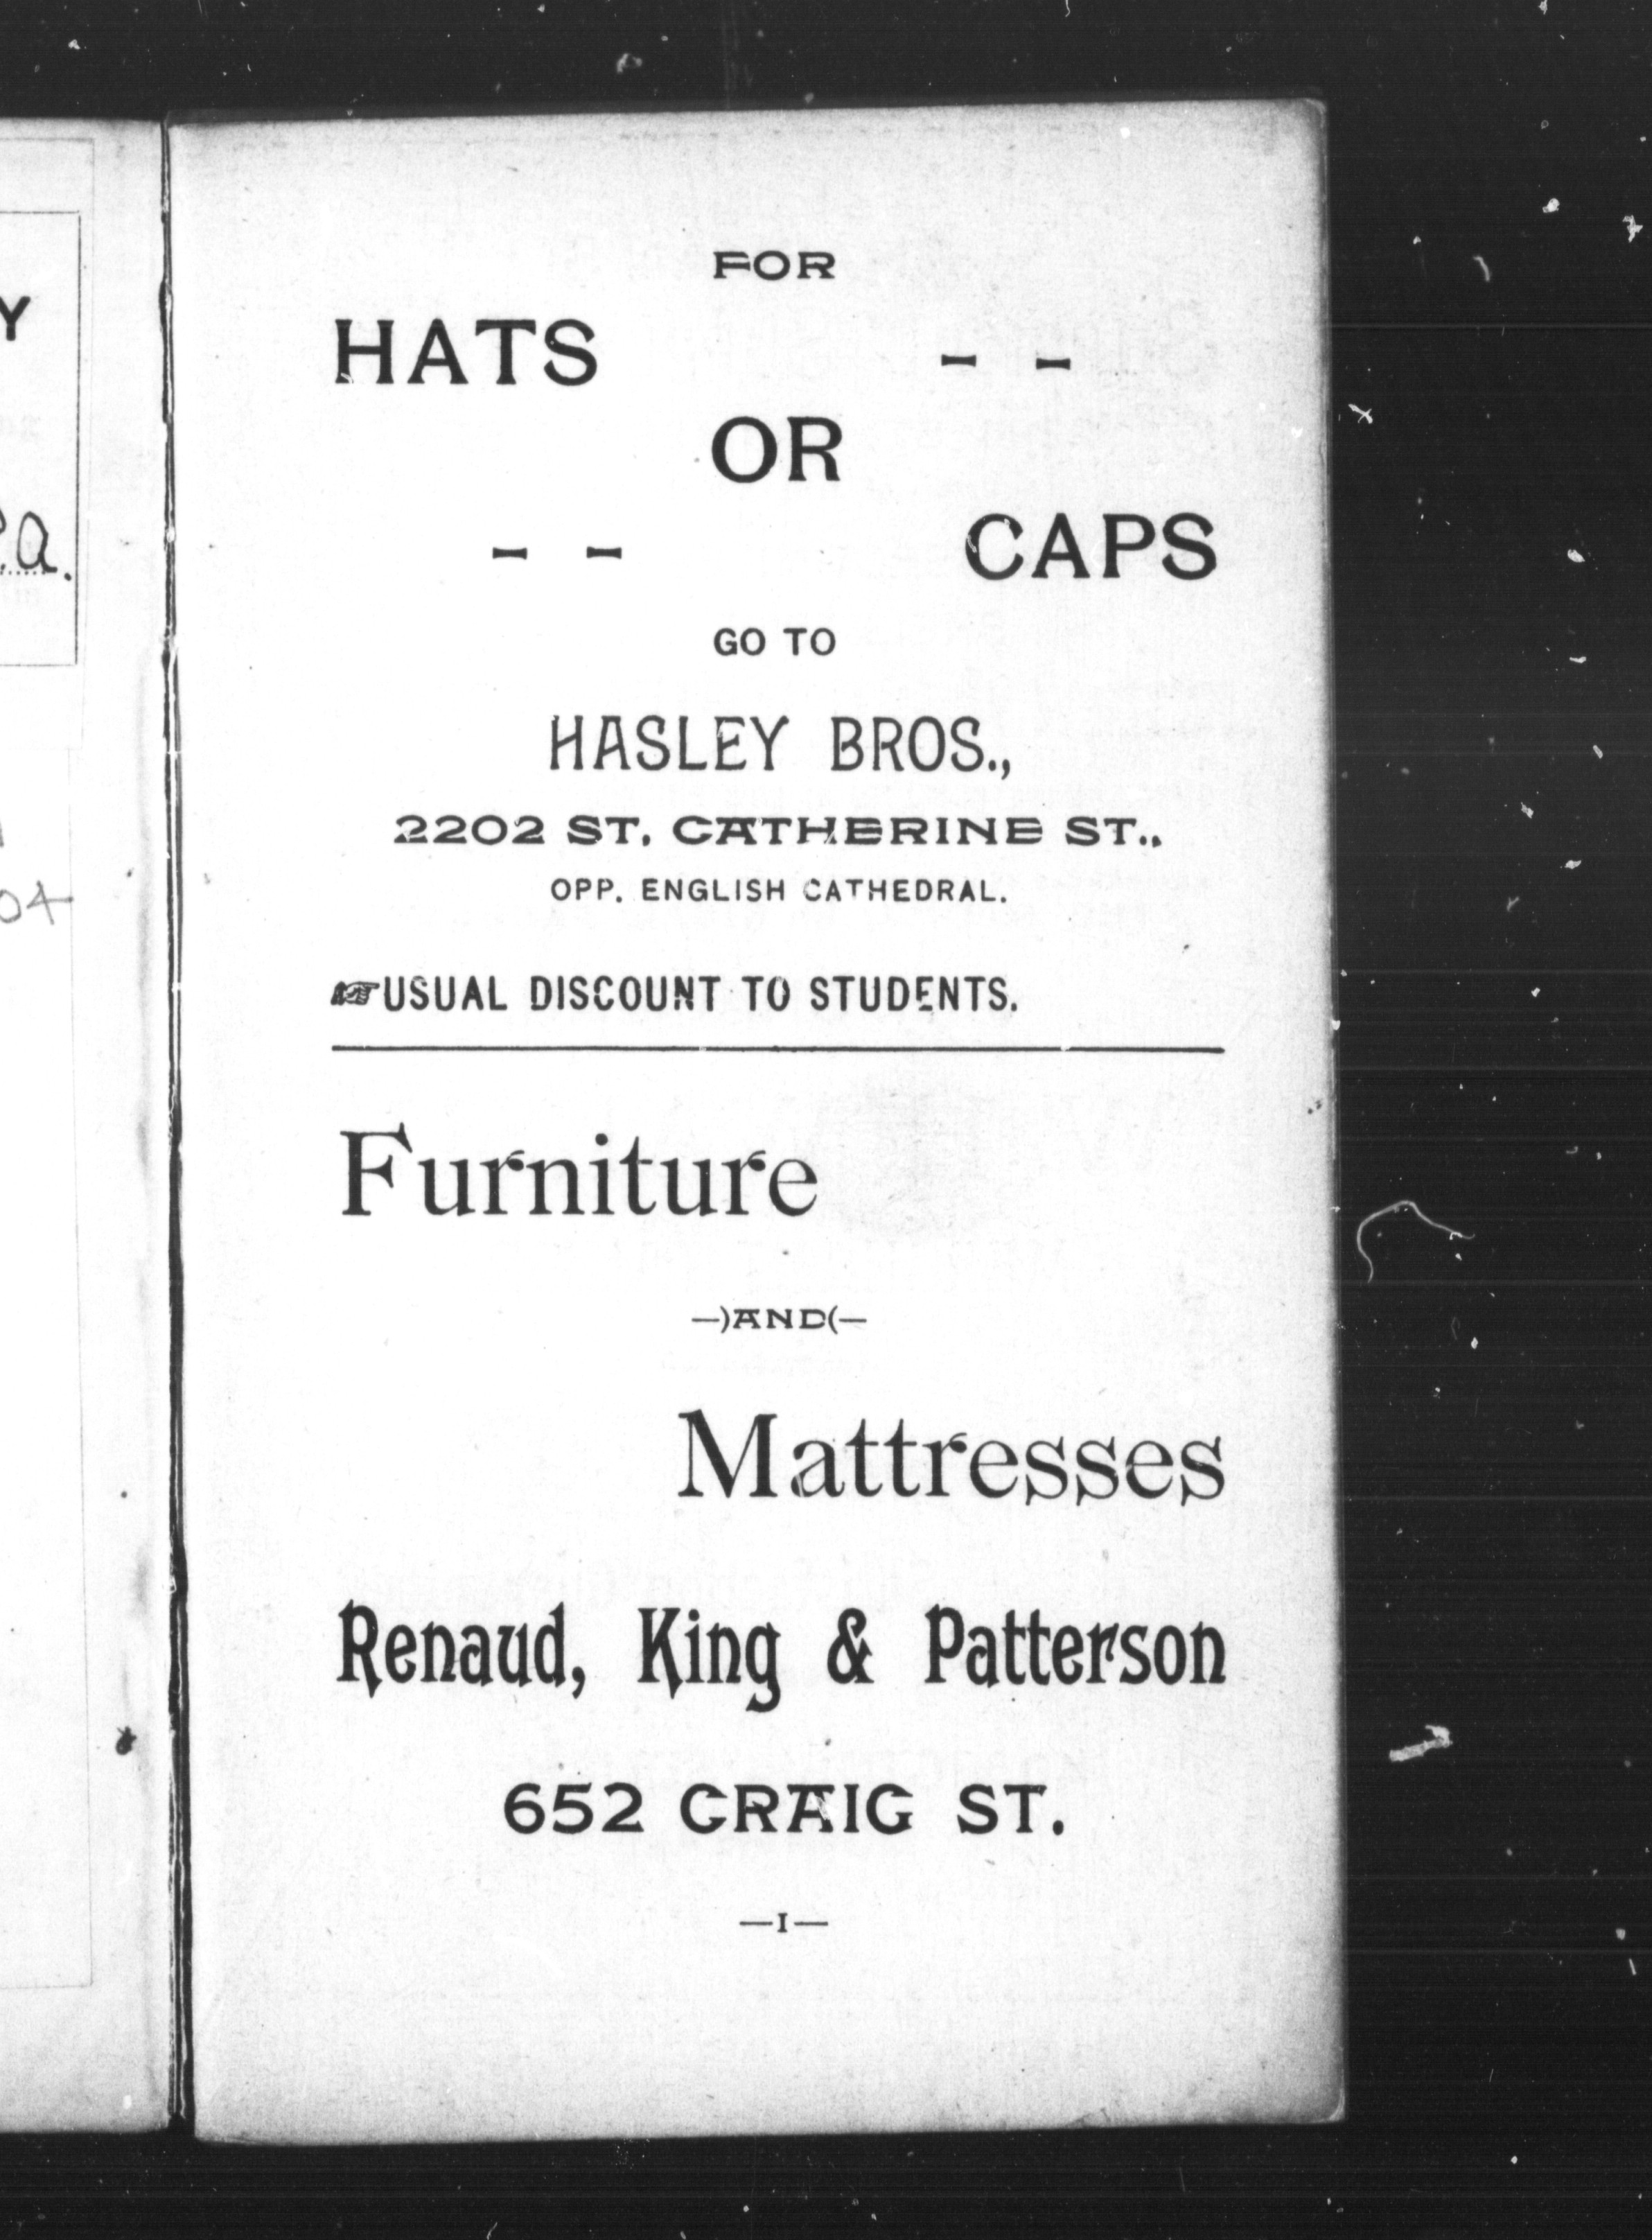 FOR
HATS - -
OR
- - CAPS
GO TO
HASLEY BROS.,
2202 ST. CATHERINE ST.,
OPP. ENGLISH CATHEDRAL.
☞USUAL DISCOUNT TO STUDENTS.
Furniture
—)AND(—
Mattresses
Renaud, King & Patterson
652 CRAIG ST.
—I—